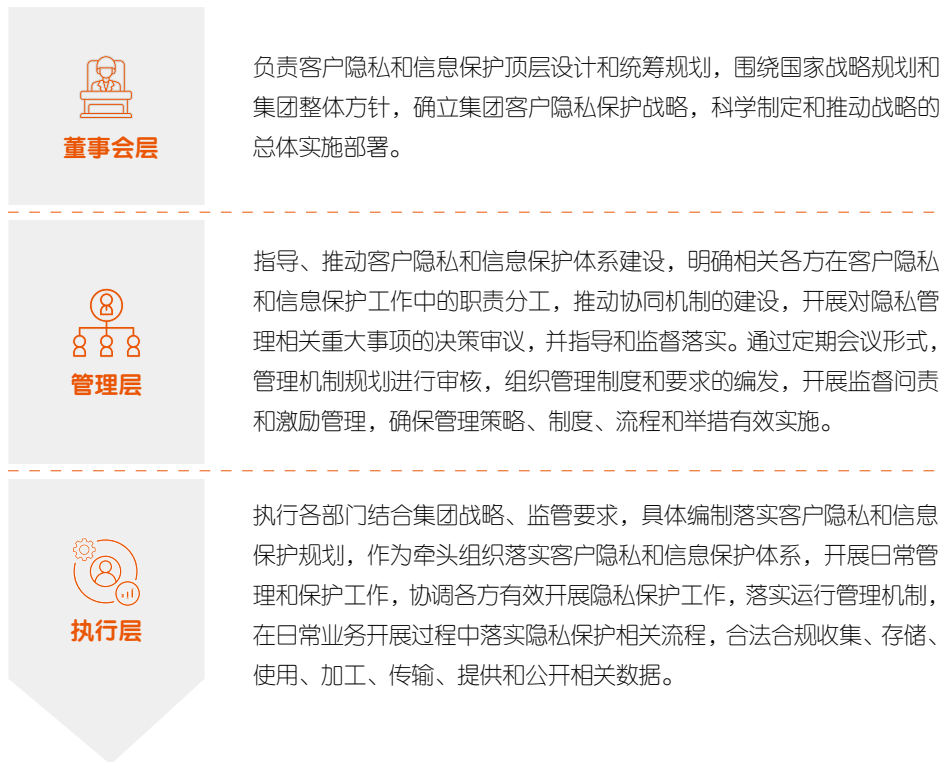 董事会层
负责客户隐私和信息保护顶层设计和统筹规划，围绕国家战略规划和
集团整体方针，确立集团客户隐私保护战略，科学制定和推动战略的
总体实施部署。
管理层
指导、推动客户隐私和信息保护体系建设，明确相关各方在客户隐私
和信息保护工作中的职责分工，推动协同机制的建设，开展对隐私管
理相关重大事项的决策审议，并指导和监督落实。通过定期会议形式，
管理机制规划进行审核，组织管理制度和要求的编发，开展监督问责
和激励管理，确保管理策略、制度、流程和举措有效实施。
执行层
执行各部门结合集团战略、监管要求，具体编制落实客户隐私和信息
保护规划，作为牵头组织落实客户隐私和信息保护体系，开展日常管
理和保护工作，协调各方有效开展隐私保护工作，落实运行管理机制，
在日常业务开展过程中落实隐私保护相关流程，合法合规收集、存储、
使用、加工、传输、提供和公开相关数据。